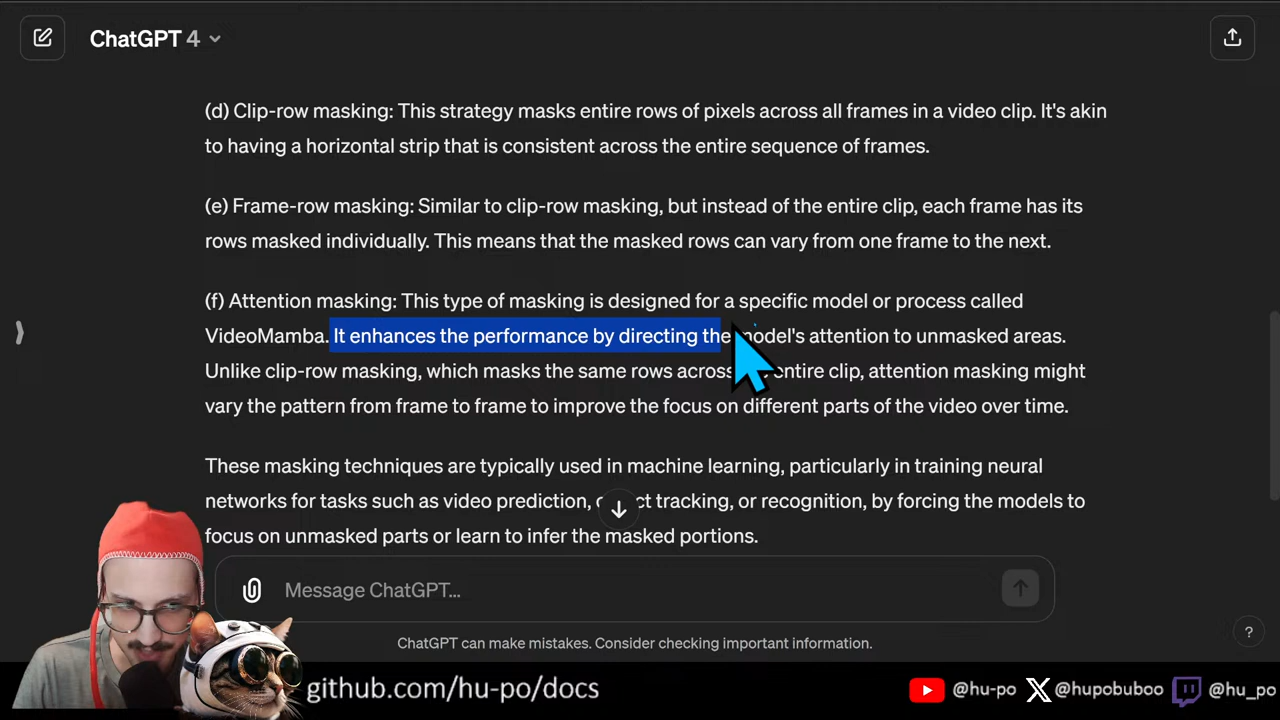 ChatGPT 4
(d) Clip-row masking: This strategy masks entire rows of pixels across all frames in a video clip. It's akin
to having a horizontal strip that is consistent across the entire sequence of frames.
(e) Frame-row masking: Similar to clip-row masking, but instead of the entire clip, each frame has its
rows masked individually. This means that the masked rows can vary from one frame to the next.
(f) Attention masking: This type of masking is designed for a specific model or process called
VideoMamba. It enhances the performance by directing the model's attention to unmasked areas.
Unlike clip-row masking, which masks the same rows across entire clip, attention masking might
vary the pattern from frame to frame to improve the focus on different parts of the video over time.
These masking techniques are typically used in machine learning, particularly in training neural
networks for tasks such as video prediction, tracking, or recognition, by forcing the models to
focus on unmasked parts or learn to infer the masked portions.
Message ChatGPT...
ChatGPT can make mistakes. Consider checking important information.
?
github.com/hu-po/docs
@hu-po @hupobuboo @hu_po